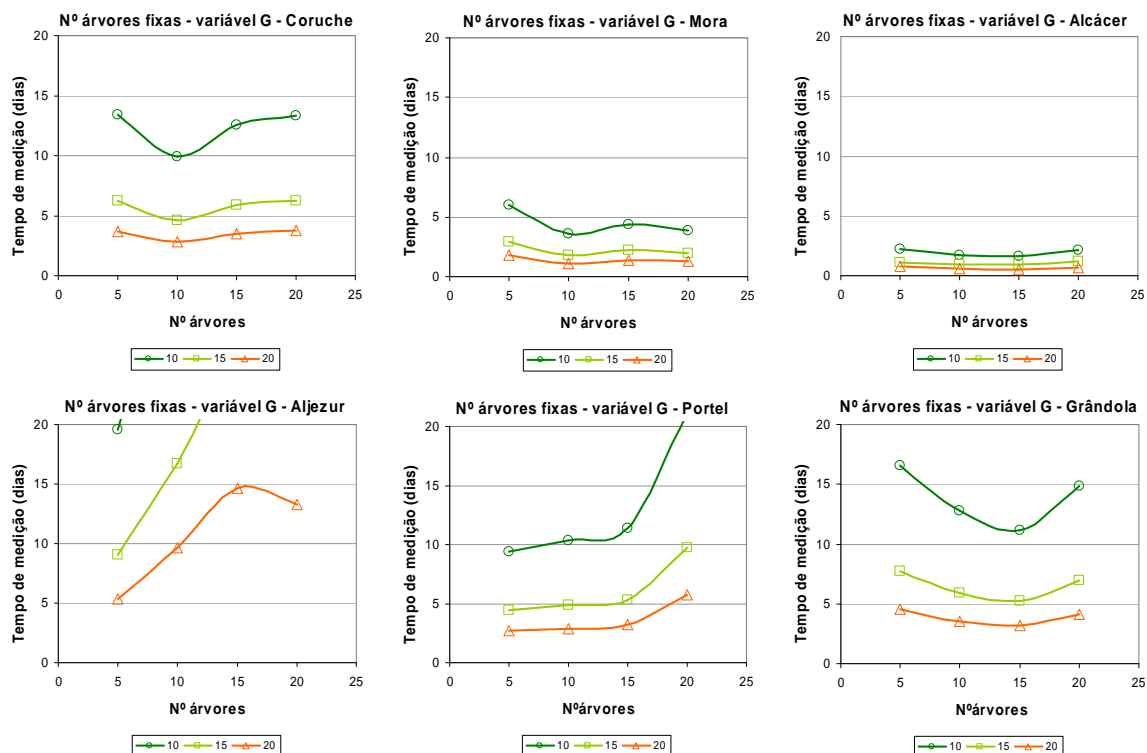 Nº árvores fixas - variável G - Coruche
Tempo de medição (dias)
20
15
10
5
0
0 5 10 15 20 25
Nº árvores
10 15 20
Nº árvores fixas - variável G - Mora
Tempo de medição (dias)
20
15
10
5
0
0 5 10 15 20 25
Nº árvores
10 15 20
Nº árvores fixas - variável G - Alcácer
Tempo de medição (dias)
20
15
10
5
0
0 5 10 15 20 25
Nº árvores
10 15 20
Nº árvores fixas - variável G - Aljezur
Tempo de medição (dias)
20
15
10
5
0
0 5 10 15 20 25
Nº árvores
10 15 20
Nº árvores fixas - variável G - Portel
Tempo de medição (dias)
20
15
10
5
0
0 5 10 15 20 25
Nºárvores
10 15 20
Nº árvores fixas - variável G - Grândola
Tempo de medição (dias)
20
15
10
5
0
0 5 10 15 20 25
Nºárvores
10 15 20